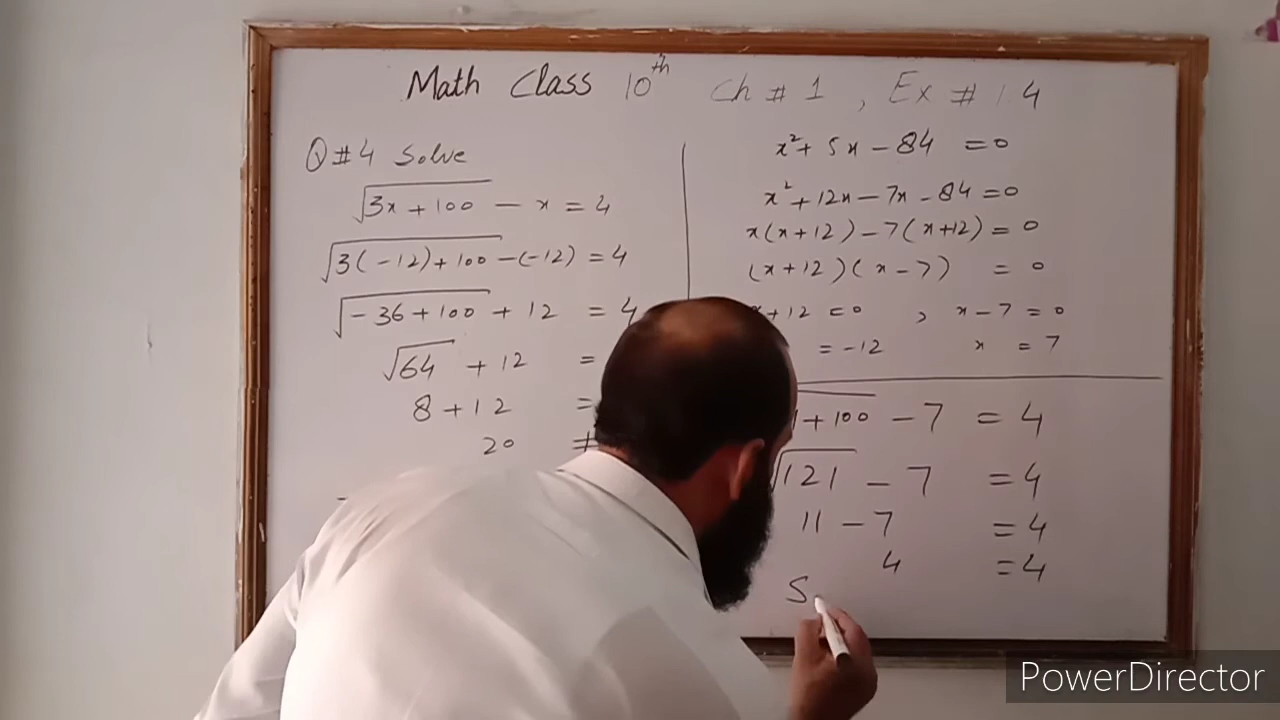 Math Class 10th Ch # 1 , Ex # 1.4
Q#4 Solve
√3x + 100 − x = 4
√3(−12) + 100 −(−12) = 4
√−36 + 100 + 12 = 4
√64 + 12 =
8 + 12 =
20 ≠
x² + 5x − 84 = 0
x² + 12x − 7x − 84 = 0
x(x + 12) − 7(x+12) = 0
(x + 12)(x − 7) = 0
+ 12 = 0 , x − 7 = 0
= −12 x = 7
+ 100 − 7 = 4
√121 − 7 = 4
11 − 7 = 4
4 = 4
S
PowerDirector